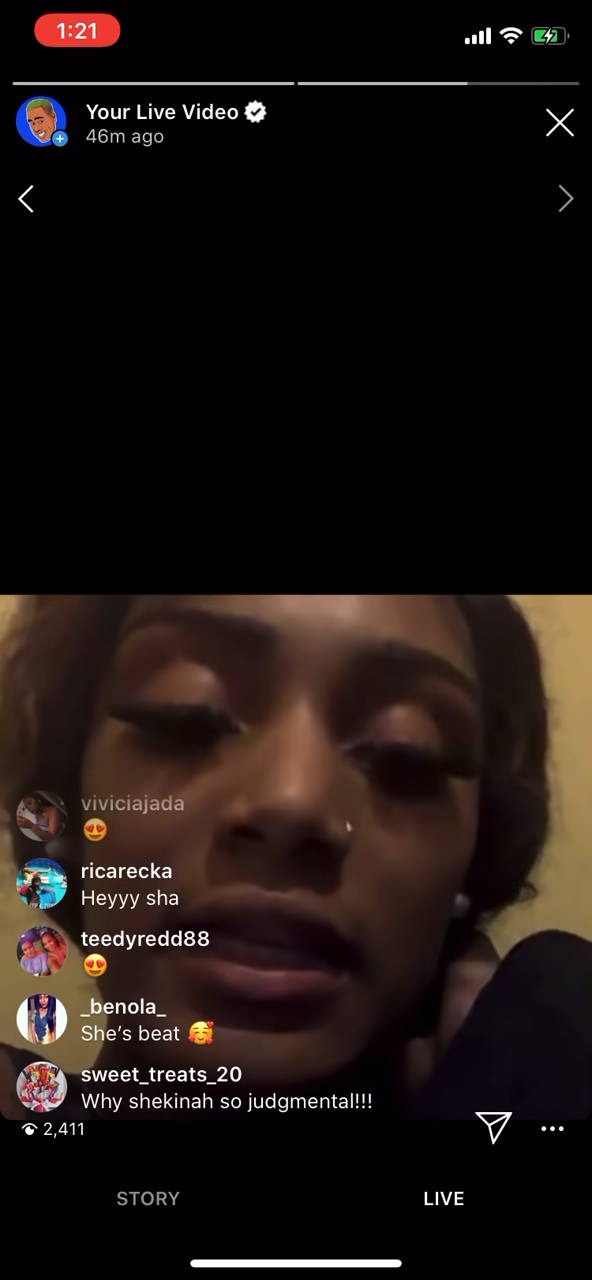 1:21
Your Live Video
46m ago
viviciajada
😍
ricarecka
Heyyy sha
teedyredd88
😍
_benola_
She’s beat 🥰
sweet_treats_20
Why shekinah so judgmental!!!
2,411
STORY
LIVE